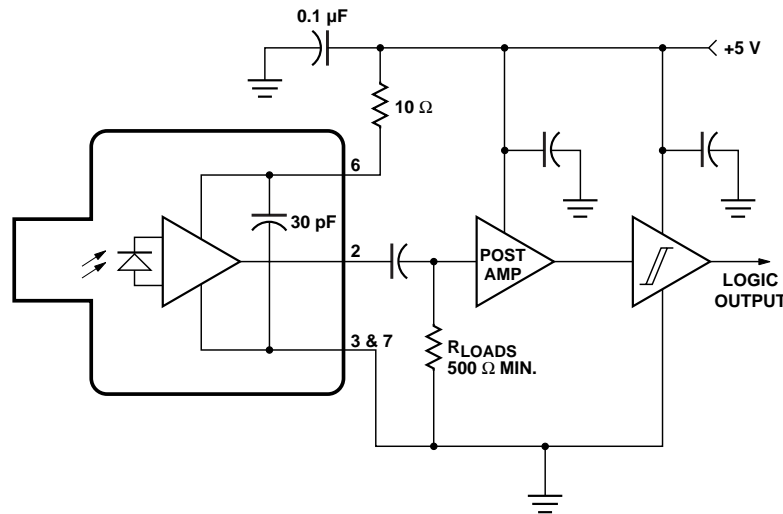 0.1 µF
+5 V
10 Ω
6
30 pF
2
POST
AMP
LOGIC
OUTPUT
3 & 7
RLOADS
500 Ω MIN.